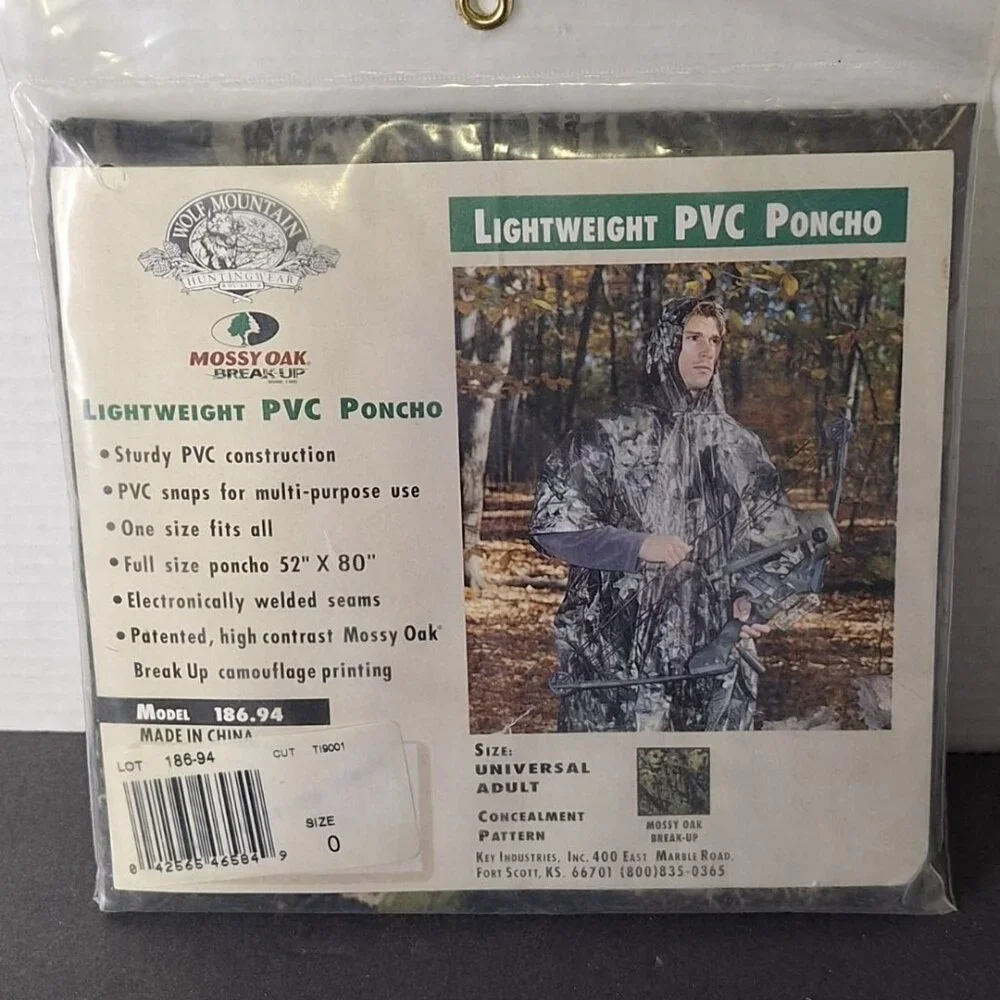 WOLF MOUNTAIN
HUNTINGWEAR
MOSSY OAK®
BREAK-UP
LIGHTWEIGHT PVC PONCHO
• Sturdy PVC construction
• PVC snaps for multi-purpose use
• One size fits all
• Full size poncho 52" X 80"
• Electronically welded seams
• Patented, high contrast Mossy Oak®
Break Up camouflage printing
MODEL 186.94
MADE IN CHINA
LOT 186-94
CUT TI9001
SIZE
0
0 42565 46584 9
LIGHTWEIGHT PVC PONCHO
SIZE:
UNIVERSAL
ADULT
CONCEALMENT
PATTERN
MOSSY OAK
BREAK-UP
KEY INDUSTRIES, INC. 400 EAST MARBLE ROAD.
FORT SCOTT, KS. 66701 (800)835-0365